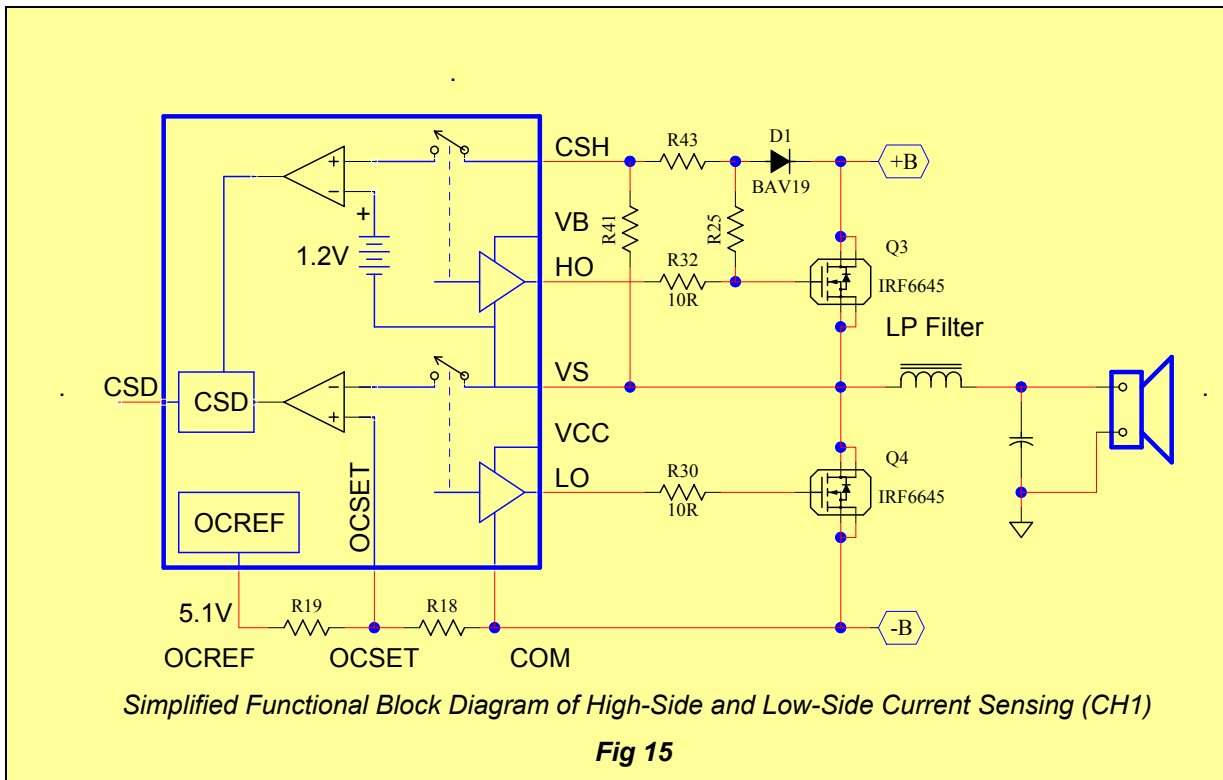 CSH
R43
D1
BAV19
+B
+
−
+
1.2V
VB
R41
R25
HO
R32
10R
Q3
IRF6645
LP Filter
CSD
CSD
−
+
VS
VCC
LO
R30
10R
Q4
IRF6645
OCSET
OCREF
5.1V
R19
R18
-B
OCREF
OCSET
COM
Simplified Functional Block Diagram of High-Side and Low-Side Current Sensing (CH1)
Fig 15